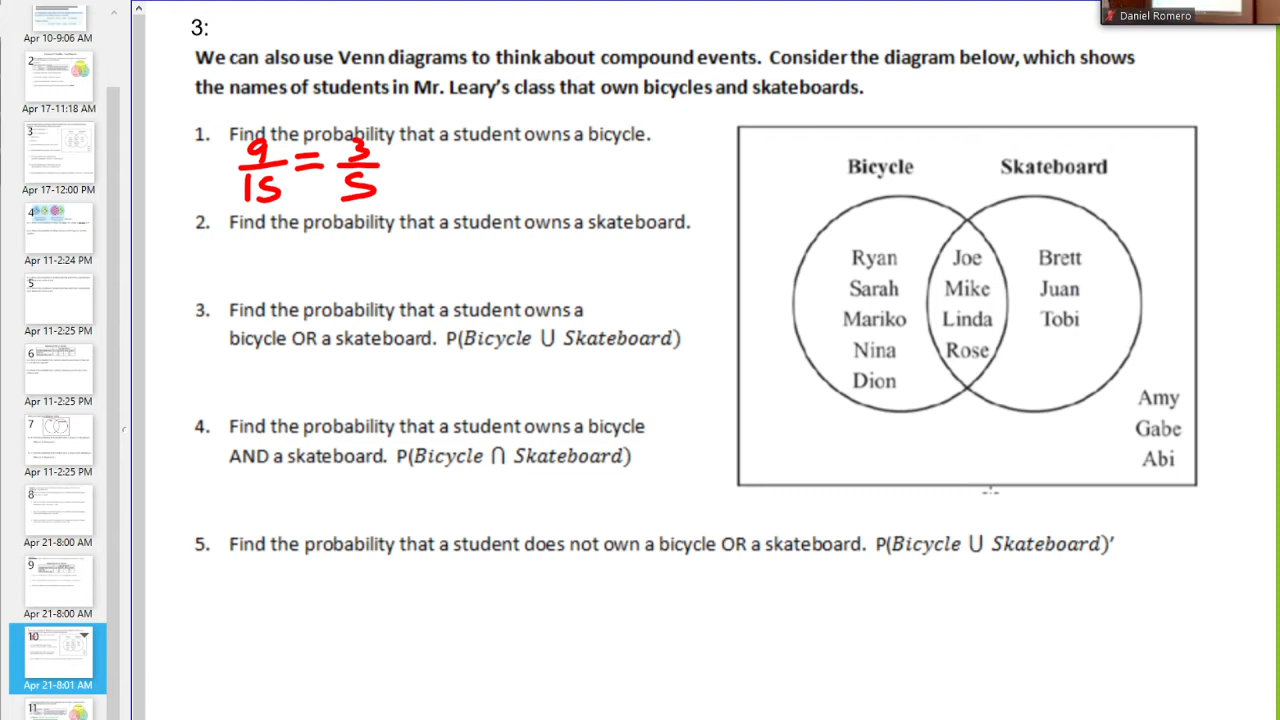 Apr 10-9:06 AM
2
Apr 17-11:18 AM
3
Apr 17-12:00 PM
4
Apr 11-2:24 PM
5
Apr 11-2:25 PM
6
Apr 11-2:25 PM
7
Apr 11-2:25 PM
8
Apr 21-8:00 AM
9
Apr 21-8:00 AM
10
Apr 21-8:01 AM
11
Daniel Romero
3:
We can also use Venn diagrams to think about compound events. Consider the diagram below, which shows
the names of students in Mr. Leary's class that own bicycles and skateboards.
1. Find the probability that a student owns a bicycle.
9/15 = 3/5
2. Find the probability that a student owns a skateboard.
3. Find the probability that a student owns a
bicycle OR a skateboard. P(Bicycle ∪ Skateboard)
4. Find the probability that a student owns a bicycle
AND a skateboard. P(Bicycle ∩ Skateboard)
5. Find the probability that a student does not own a bicycle OR a skateboard. P(Bicycle ∪ Skateboard)'
Bicycle Skateboard
Ryan Joe Brett
Sarah Mike Juan
Mariko Linda Tobi
Nina Rose
Dion
Amy
Gabe
Abi